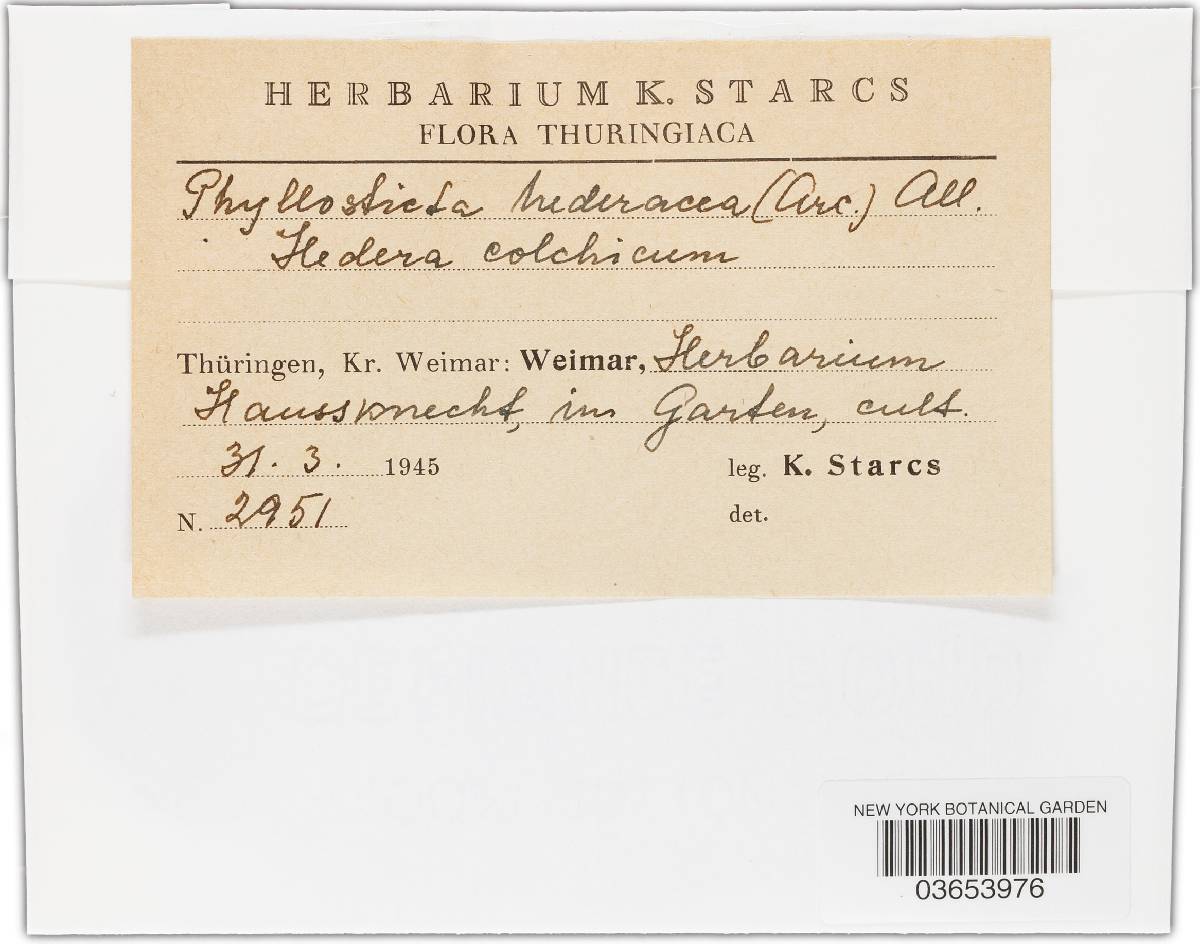 HERBARIUM K. STARCS
FLORA THURINGIACA
Phyllosticta hederacea (Arc.) All.
Hedera colchicum
Thüringen, Kr. Weimar: Weimar, Herbarium
Haussknecht, im Garten, cult.
31. 3. 1945 leg. K. Starcs
N. 2951 det.
NEW YORK BOTANICAL GARDEN
03653976